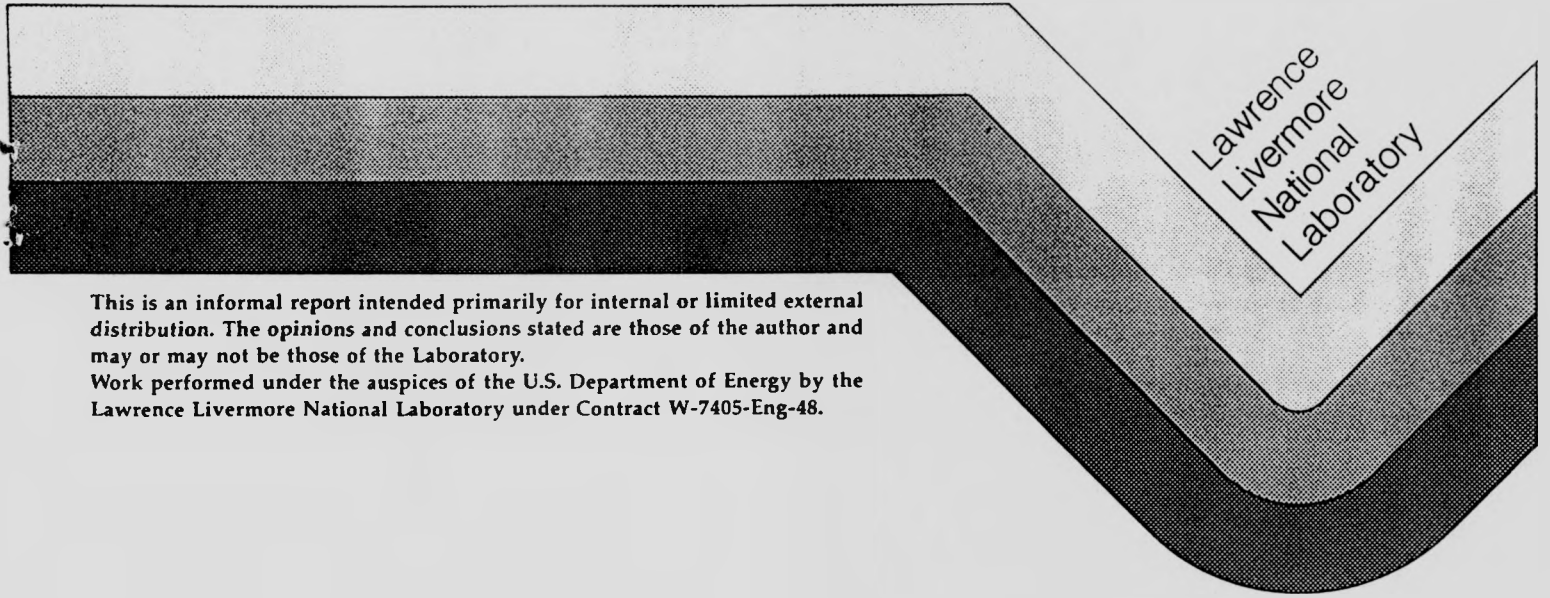 Lawrence
Livermore
National
Laboratory
This is an informal report intended primarily for internal or limited external
distribution. The opinions and conclusions stated are those of the author and
may or may not be those of the Laboratory.
Work performed under the auspices of the U.S. Department of Energy by the
Lawrence Livermore National Laboratory under Contract W-7405-Eng-48.